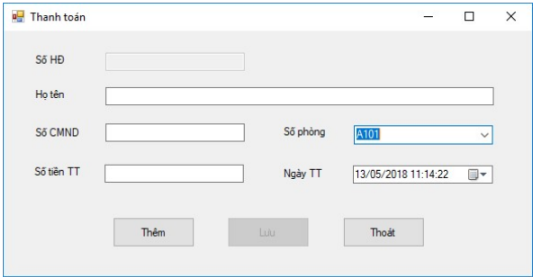 Thanh toán
Số HĐ
Họ tên
Số CMND
Số phòng
A101
Số tiền TT
Ngày TT
13/05/2018 11:14:22
Thêm
Lưu
Thoát